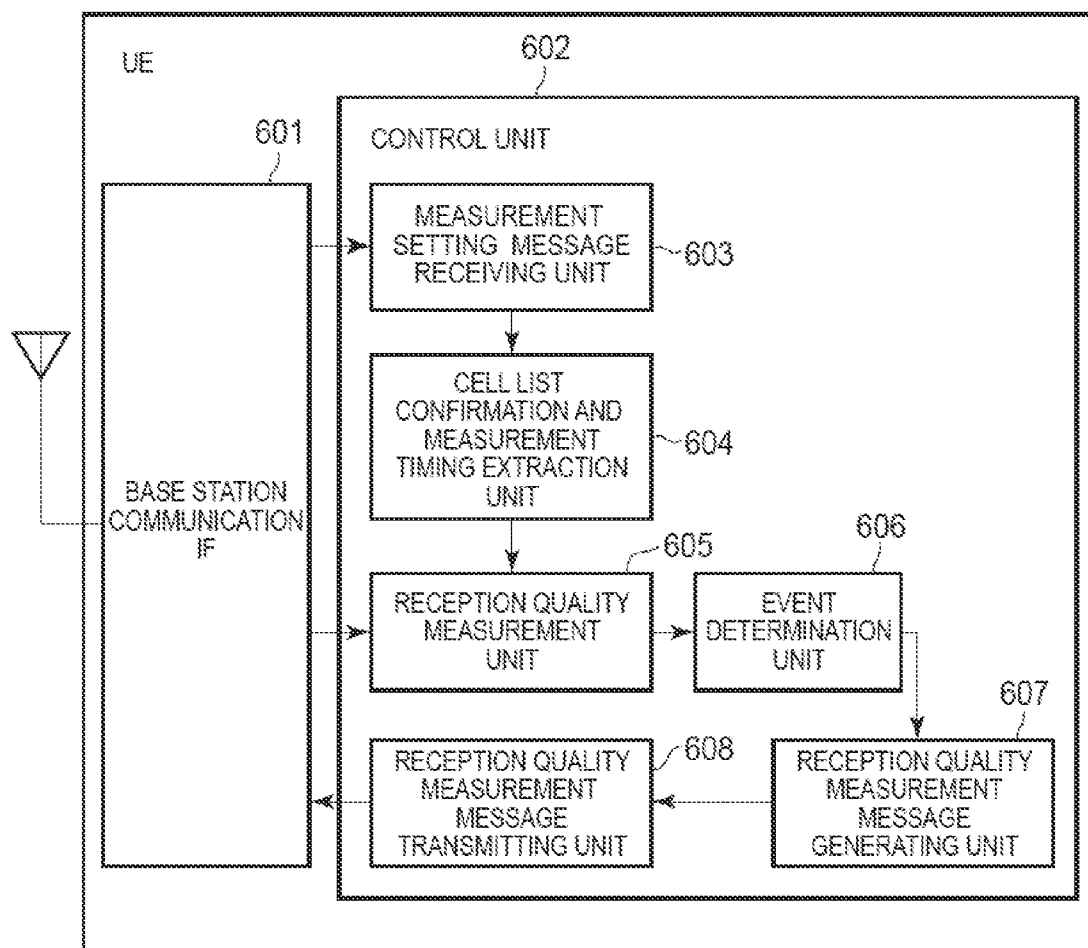 UE
602
601
CONTROL UNIT
MEASUREMENT
SETTING MESSAGE
RECEIVING UNIT
603
CELL LIST
CONFIRMATION AND
MEASUREMENT
TIMING EXTRACTION
UNIT
604
BASE STATION
COMMUNICATION
IF
605
606
RECEPTION QUALITY
MEASUREMENT
UNIT
EVENT
DETERMINATION
UNIT
607
608
RECEPTION QUALITY
MEASUREMENT
MESSAGE
TRANSMITTING UNIT
RECEPTION QUALITY
MEASUREMENT
MESSAGE
GENERATING UNIT